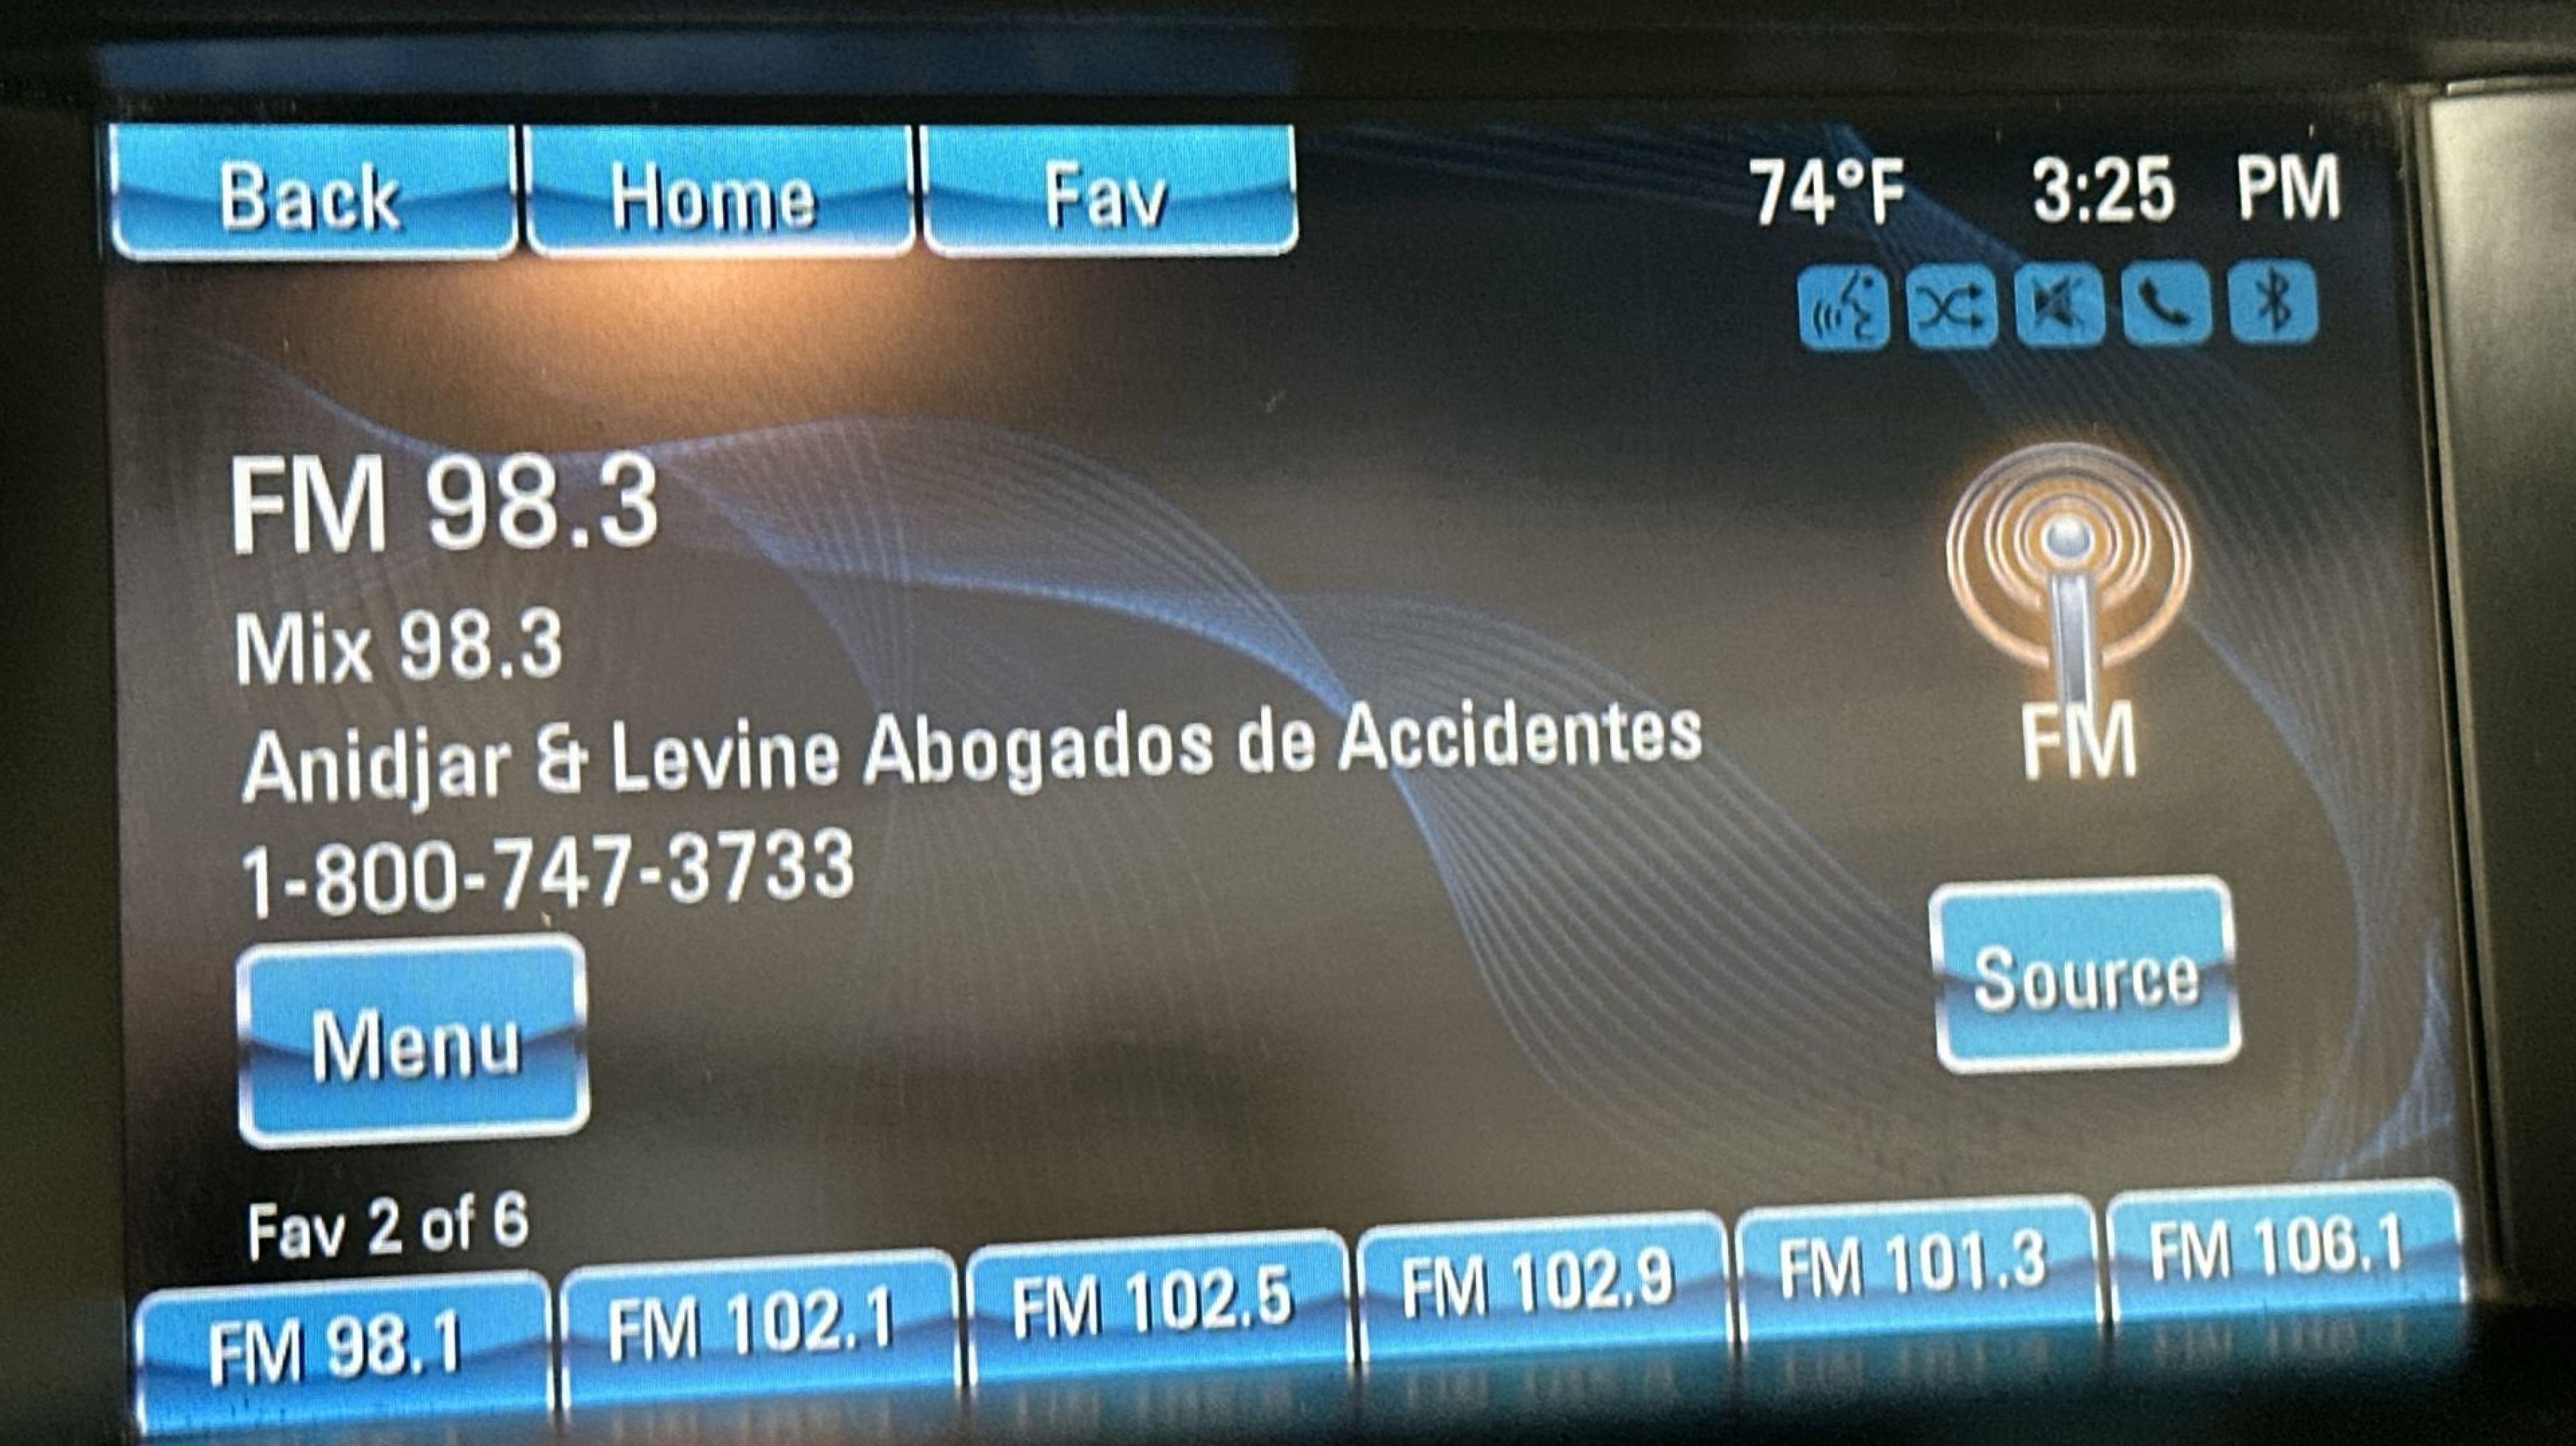 Back Home Fav 74°F 3:25 PM
FM 98.3
Mix 98.3
Anidjar & Levine Abogados de Accidentes
1-800-747-3733
FM
Menu
Source
Fav 2 of 6
FM 98.1 FM 102.1 FM 102.5 FM 102.9 FM 101.3 FM 106.1